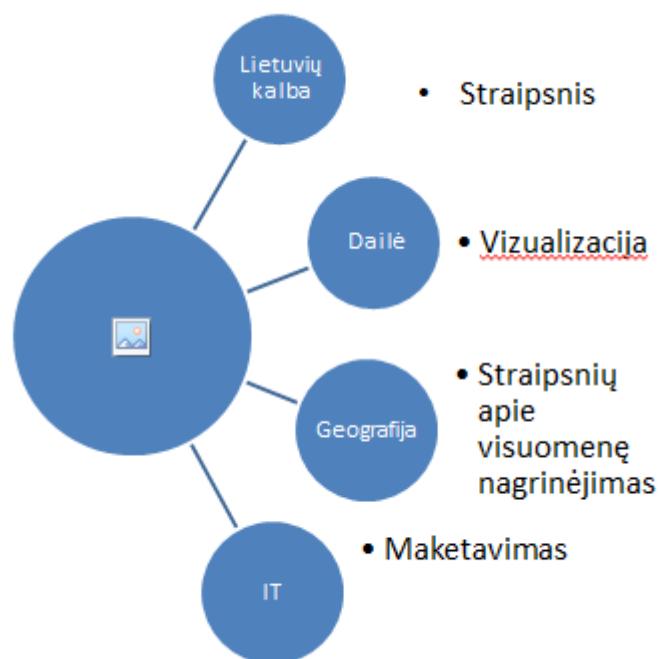 Lietuvių
kalba
• Straipsnis
Dailė
• Vizualizacija
Geografija
• Straipsnių
apie
visuomenę
nagrinėjimas
IT
• Maketavimas